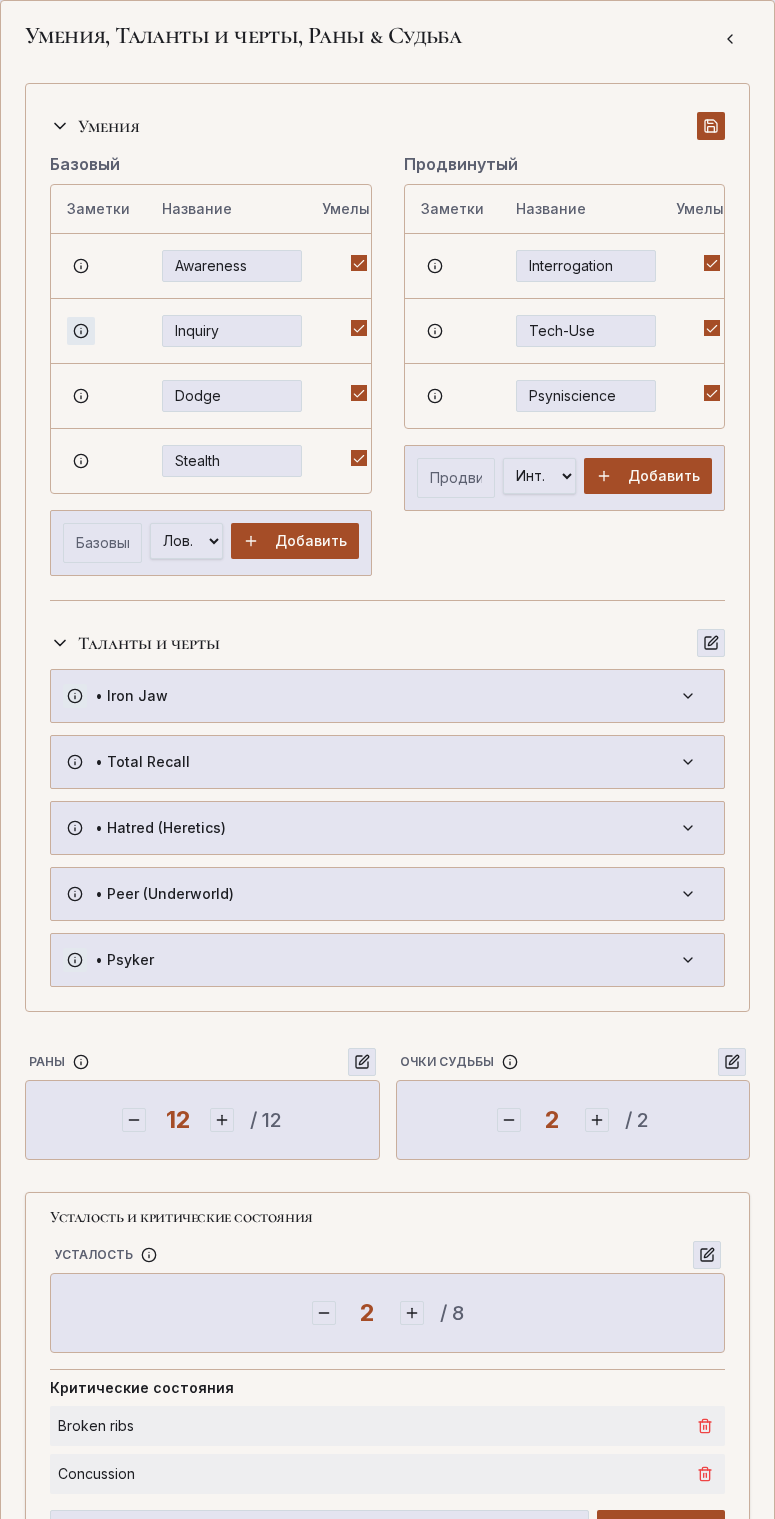 Умения, Таланты и черты, Раны & Судьба
Умения
Базовый
Заметки Название Умелы
Awareness
Inquiry
Dodge
Stealth
Базовы Лов. Добавить
Продвинутый
Заметки Название Умелы
Interrogation
Tech-Use
Psyniscience
Продви Инт. Добавить
Таланты и черты
• Iron Jaw
• Total Recall
• Hatred (Heretics)
• Peer (Underworld)
• Psyker
РАНЫ
12 / 12
ОЧКИ СУДЬБЫ
2 / 2
Усталость и критические состояния
УСТАЛОСТЬ
2 / 8
Критические состояния
Broken ribs
Concussion